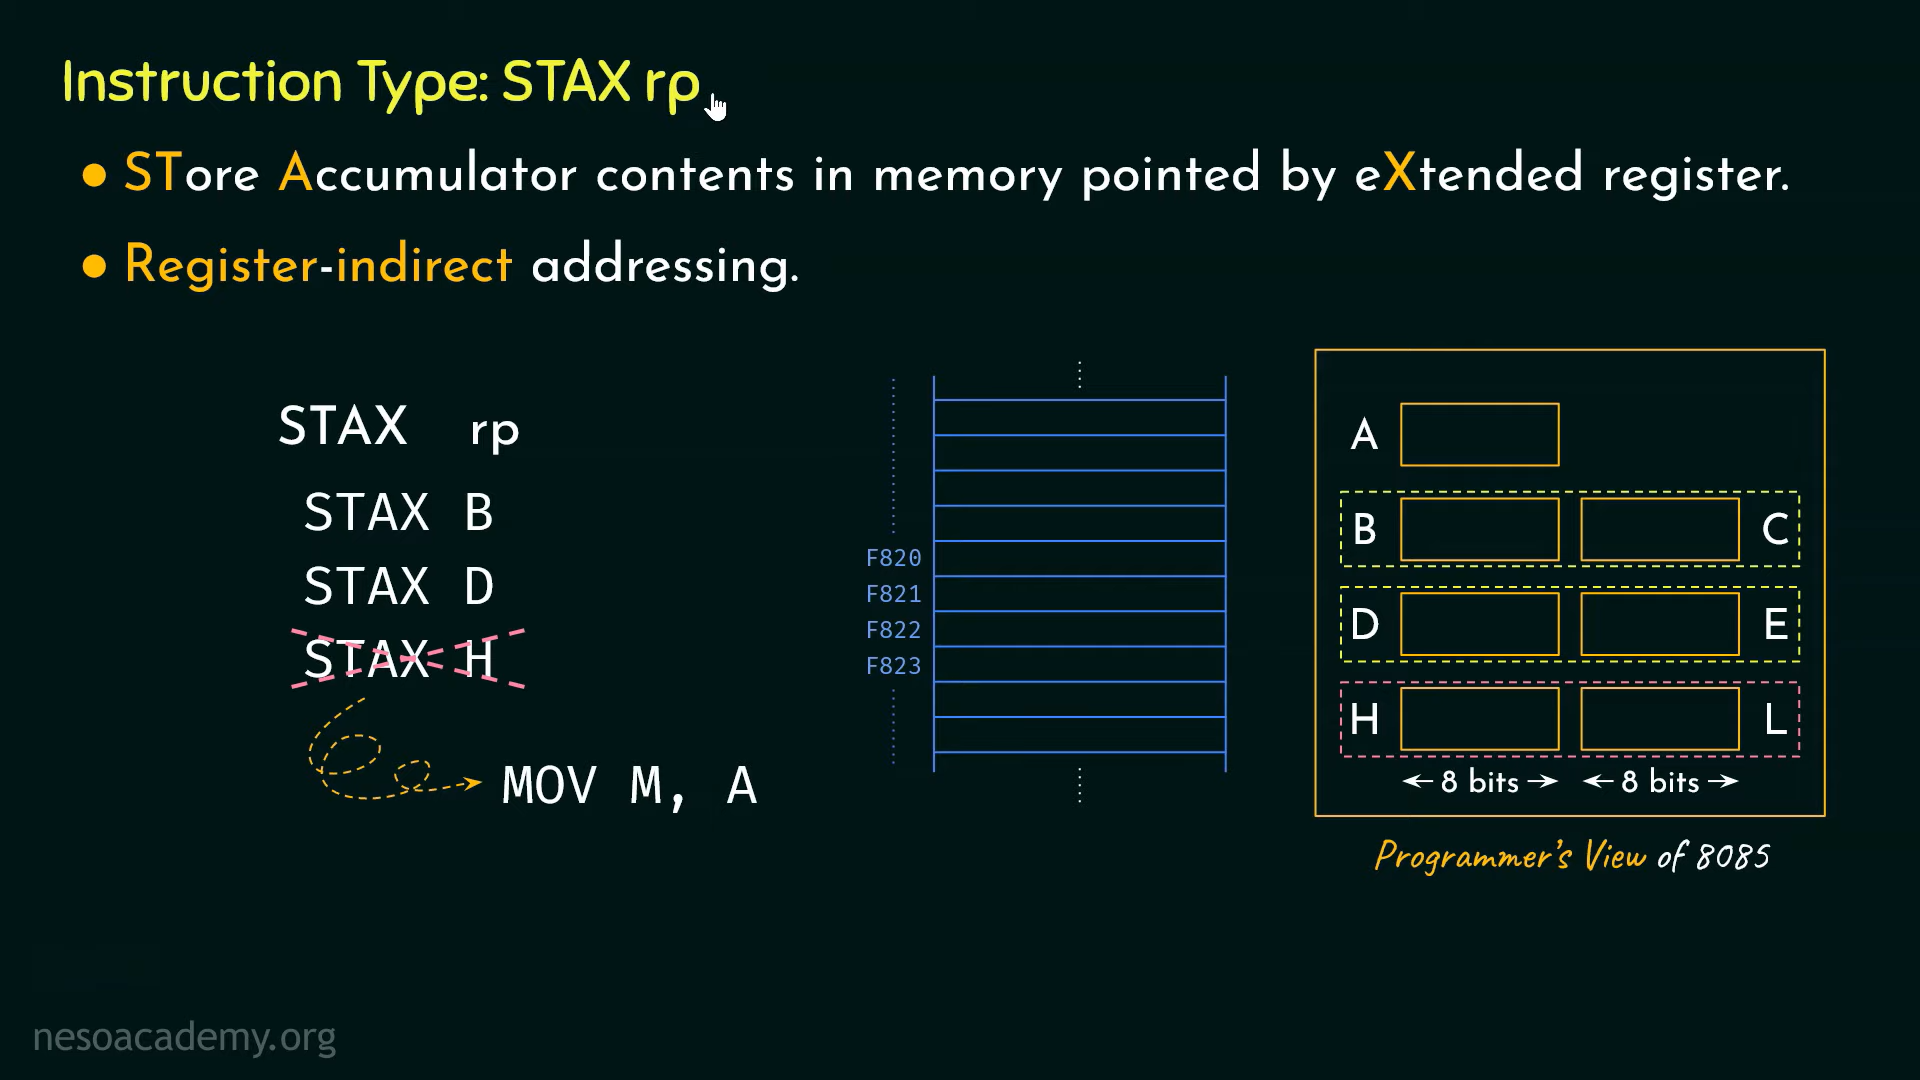 Instruction Type: STAX rp
● STore Accumulator contents in memory pointed by eXtended register.
● Register-indirect addressing.
STAX rp
STAX B
STAX D
STAX H
MOV M, A
F820
F821
F822
F823
A
B C
D E
H L
8 bits 8 bits
Programmer's View of 8085
nesoacademy.org